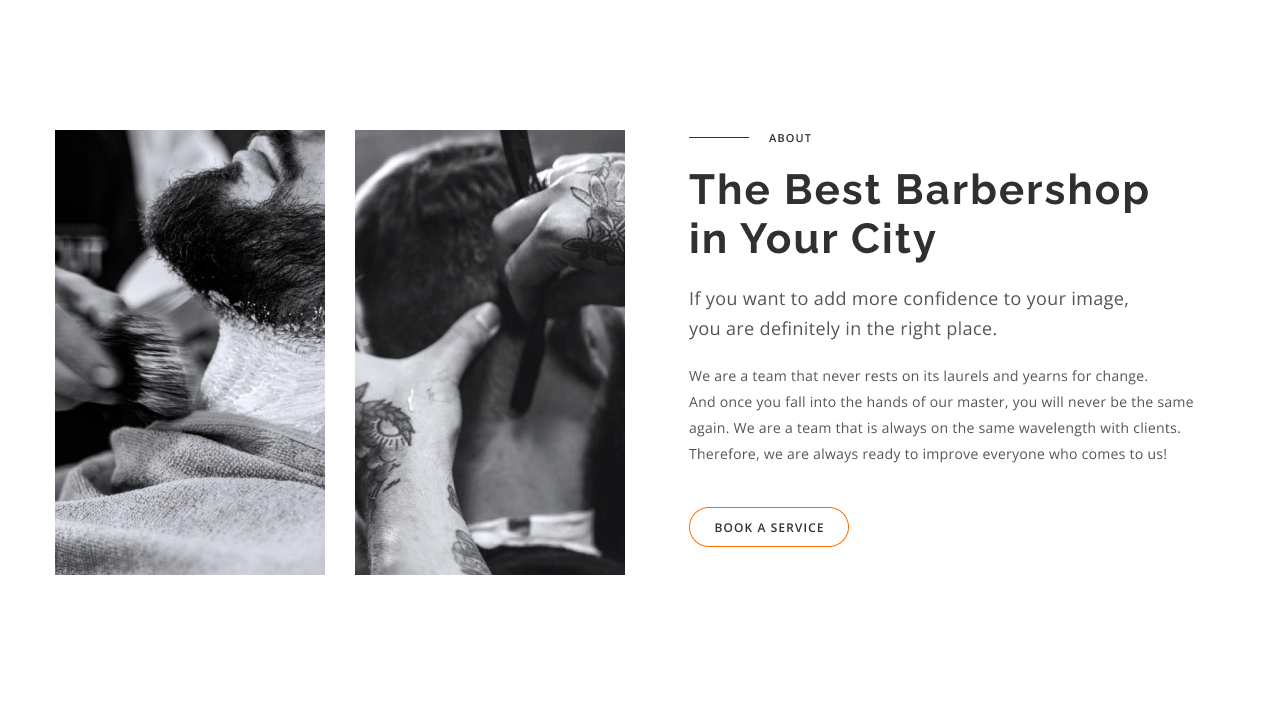 ABOUT
The Best Barbershop
in Your City
If you want to add more confidence to your image,
you are definitely in the right place.
We are a team that never rests on its laurels and yearns for change.
And once you fall into the hands of our master, you will never be the same
again. We are a team that is always on the same wavelength with clients.
Therefore, we are always ready to improve everyone who comes to us!
BOOK A SERVICE